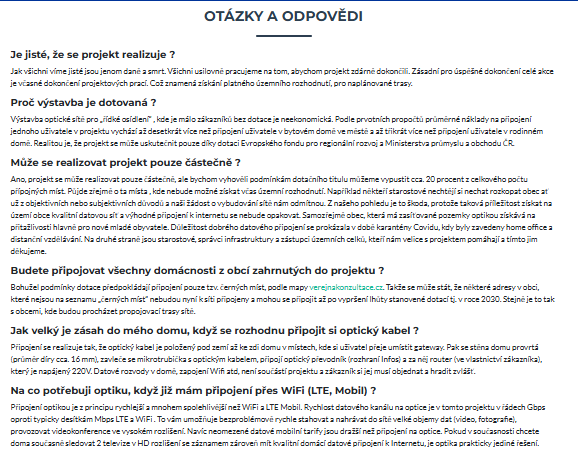 OTÁZKY A ODPOVĚDI
Je jisté, že se projekt realizuje ?
Jak všichni víme jisté jsou jenom daně a smrt. Všichni usilovně pracujeme na tom, abychom projekt zdárně dokončili. Zásadní pro úspěšné dokončení celé akce
je včasné dokončení projektových prací. Což znamená získání platného územního rozhodnutí, pro naplánované trasy.
Proč výstavba je dotovaná ?
Výstavba optické sítě pro „řídké osídlení" , kde je málo zákazníků bez dotace je neekonomická. Podle prvotních propočtů průměrné náklady na připojení
jednoho uživatele v projektu vychází až desetkrát více než připojení uživatele v bytovém domě ve městě a až třikrát více než připojení uživatele v rodinném
domě. Realitou je, že projekt se může uskutečnit pouze díky dotaci Evropského fondu pro regionální rozvoj a Ministerstva průmyslu a obchodu ČR.
Může se realizovat projekt pouze částečně ?
Ano, projekt se může realizovat pouze částečně, ale bychom vyhověli podmínkám dotačního titulu můžeme vypustit cca. 20 procent z celkového počtu
přípojných míst. Půjde zřejmě o ta místa , kde nebude možné získat včas územní rozhodnutí. Například někteří starostové nechtějí si nechat rozkopat obec ať
už z objektivních nebo subjektivních důvodů a naši žádost o vybudování sítě nám odmítnou. Z našeho pohledu je to škoda, protože taková příležitost získat na
území obce kvalitní datovou síť a výhodné připojení k internetu se nebude opakovat. Samozřejmě obec, která má zasíťované pozemky optikou získává na
přitažlivosti hlavně pro nové mladé obyvatele. Důležitost dobrého datového připojení se prokázala v době karantény Covidu, kdy byly zavedeny home office a
distanční vzdělávání. Na druhé straně jsou starostové, správci infrastruktury a zástupci územních celků, kteří nám velice s projektem pomáhají a tímto jim
děkujeme.
Budete připojovat všechny domácnosti z obcí zahrnutých do projektu ?
Bohužel podmínky dotace předpokládají připojení pouze tzv. černých míst, podle mapy verejnakonzultace.cz. Takže se může stát, že některé adresy v obci,
které nejsou na seznamu „černých míst" nebudou nyní k síti připojeny a mohou se připojit až po vypršení lhůty stanovené dotací tj. v roce 2030. Stejné je to tak
s obcemi, kde budou procházet propojovací trasy sítě.
Jak velký je zásah do mého domu, když se rozhodnu připojit si optický kabel ?
Připojení se realizuje tak, že optický kabel je položený pod zemí až ke zdi domu v místech, kde si uživatel přeje umístit gateway. Pak se stěna domu provrtá
(průměr díry cca. 16 mm), zavleče se mikrotrubička s optickým kabelem, připojí optický převodník (rozhraní Infos) a za něj router (ve vlastnictví zákazníka),
který je napájený 220V. Datové rozvody v domě, zapojení Wifi atd, není součástí projektu a zákazník si jej musí objednat a hradit zvlášť.
Na co potřebuji optiku, když již mám připojení přes WiFi (LTE, Mobil) ?
Připojení optikou je z principu rychlejší a mnohem spolehlivější než WiFi a LTE Mobil. Rychlost datového kanálu na optice je v tomto projektu v řádech Gbps
oproti typicky desítkám Mbps LTE a WiFi . To vám umožňuje bezproblémově rychle stahovat a nahrávat do sítě velké objemy dat (video, fotografie),
provozovat videokonference ve vysokém rozlišení. Navíc neomezené datové mobilní tarify jsou dražší než připojení na optice. Pokud v současnosti chcete
doma současně sledovat 2 televize v HD rozlišení se záznamem zároveň mít kvalitní domácí datové připojení k Internetu, je optika prakticky jediné řešení.